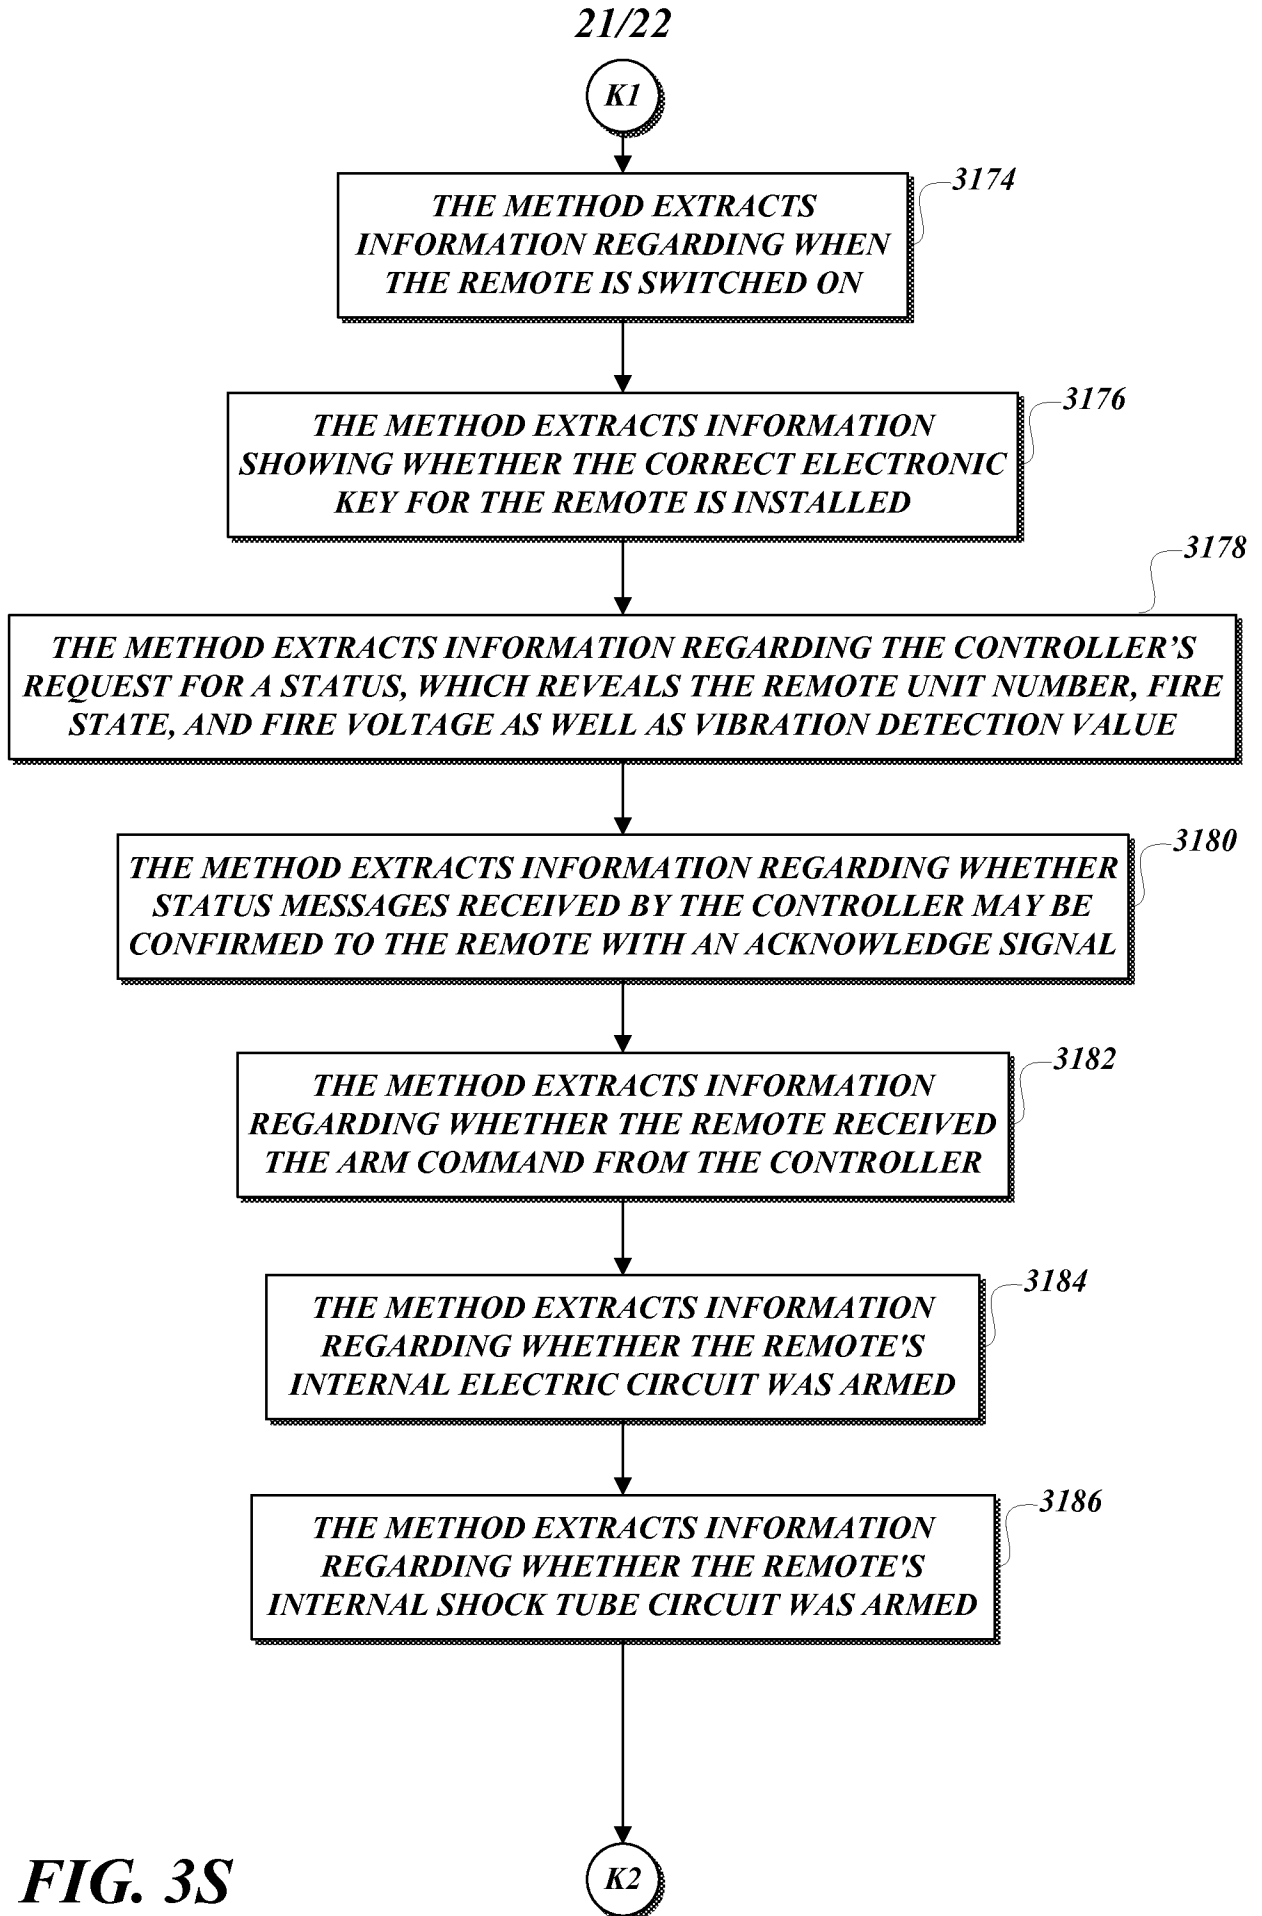 21/22
K1
3174
THE METHOD EXTRACTS
INFORMATION REGARDING WHEN
THE REMOTE IS SWITCHED ON
3176
THE METHOD EXTRACTS INFORMATION
SHOWING WHETHER THE CORRECT ELECTRONIC
KEY FOR THE REMOTE IS INSTALLED
3178
THE METHOD EXTRACTS INFORMATION REGARDING THE CONTROLLER’S
REQUEST FOR A STATUS, WHICH REVEALS THE REMOTE UNIT NUMBER, FIRE
STATE, AND FIRE VOLTAGE AS WELL AS VIBRATION DETECTION VALUE
3180
THE METHOD EXTRACTS INFORMATION REGARDING WHETHER
STATUS MESSAGES RECEIVED BY THE CONTROLLER MAY BE
CONFIRMED TO THE REMOTE WITH AN ACKNOWLEDGE SIGNAL
3182
THE METHOD EXTRACTS INFORMATION
REGARDING WHETHER THE REMOTE RECEIVED
THE ARM COMMAND FROM THE CONTROLLER
3184
THE METHOD EXTRACTS INFORMATION
REGARDING WHETHER THE REMOTE'S
INTERNAL ELECTRIC CIRCUIT WAS ARMED
3186
THE METHOD EXTRACTS INFORMATION
REGARDING WHETHER THE REMOTE'S
INTERNAL SHOCK TUBE CIRCUIT WAS ARMED
K2
FIG. 3S